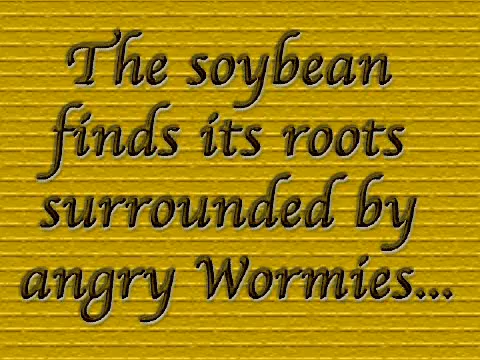 The soybean
finds its roots
surrounded by
angry Wormies...